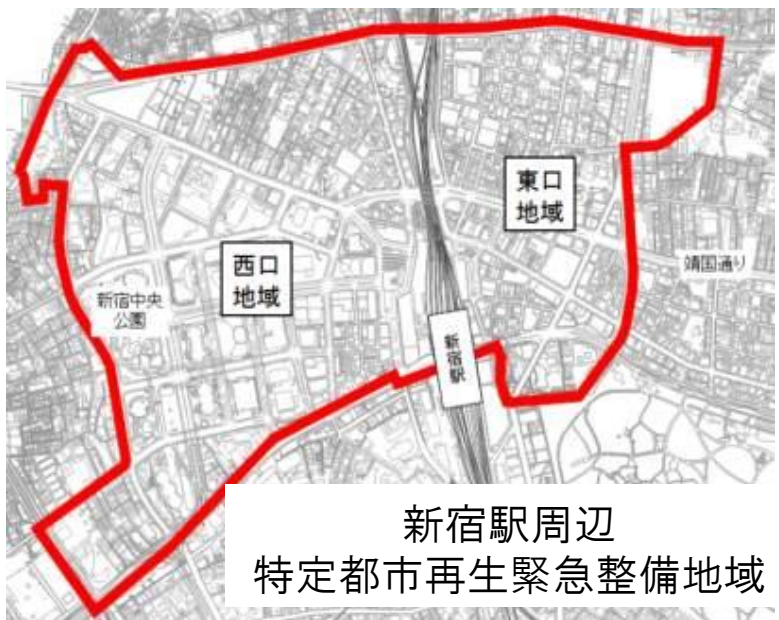 東口
地域
西口
地域
靖国通り
新宿中央
公園
新宿駅
新宿駅周辺
特定都市再生緊急整備地域